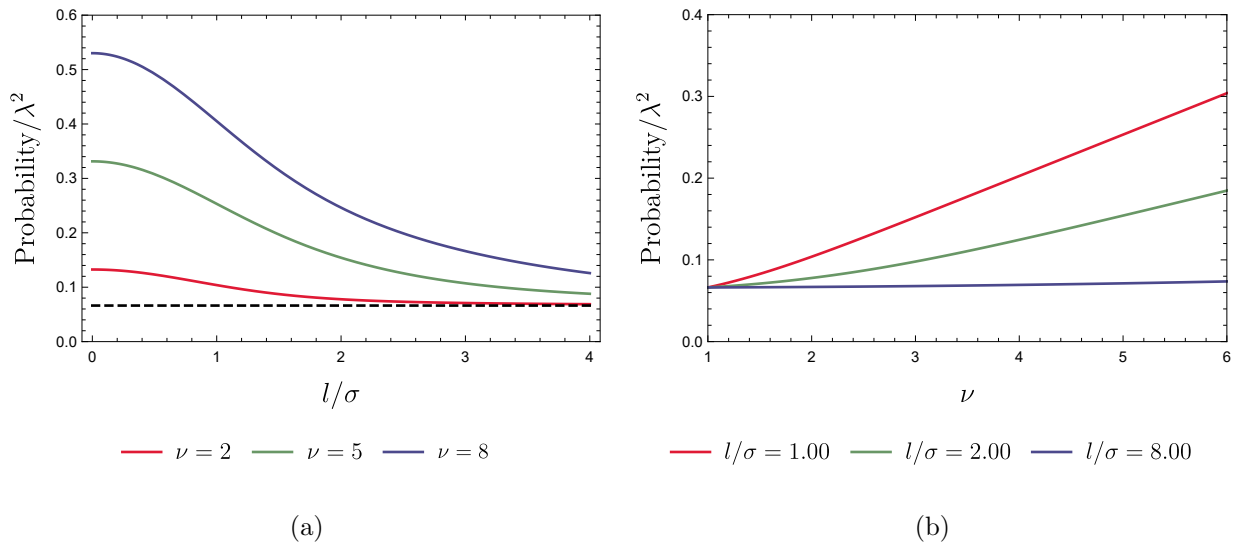 0.6
0.5
0.4
0.3
0.2
0.1
0.0
Probability/λ²
0 1 2 3 4
l/σ
ν = 2 ν = 5 ν = 8
(a)
0.4
0.3
0.2
0.1
0.0
Probability/λ²
1 2 3 4 5 6
ν
l/σ = 1.00 l/σ = 2.00 l/σ = 8.00
(b)